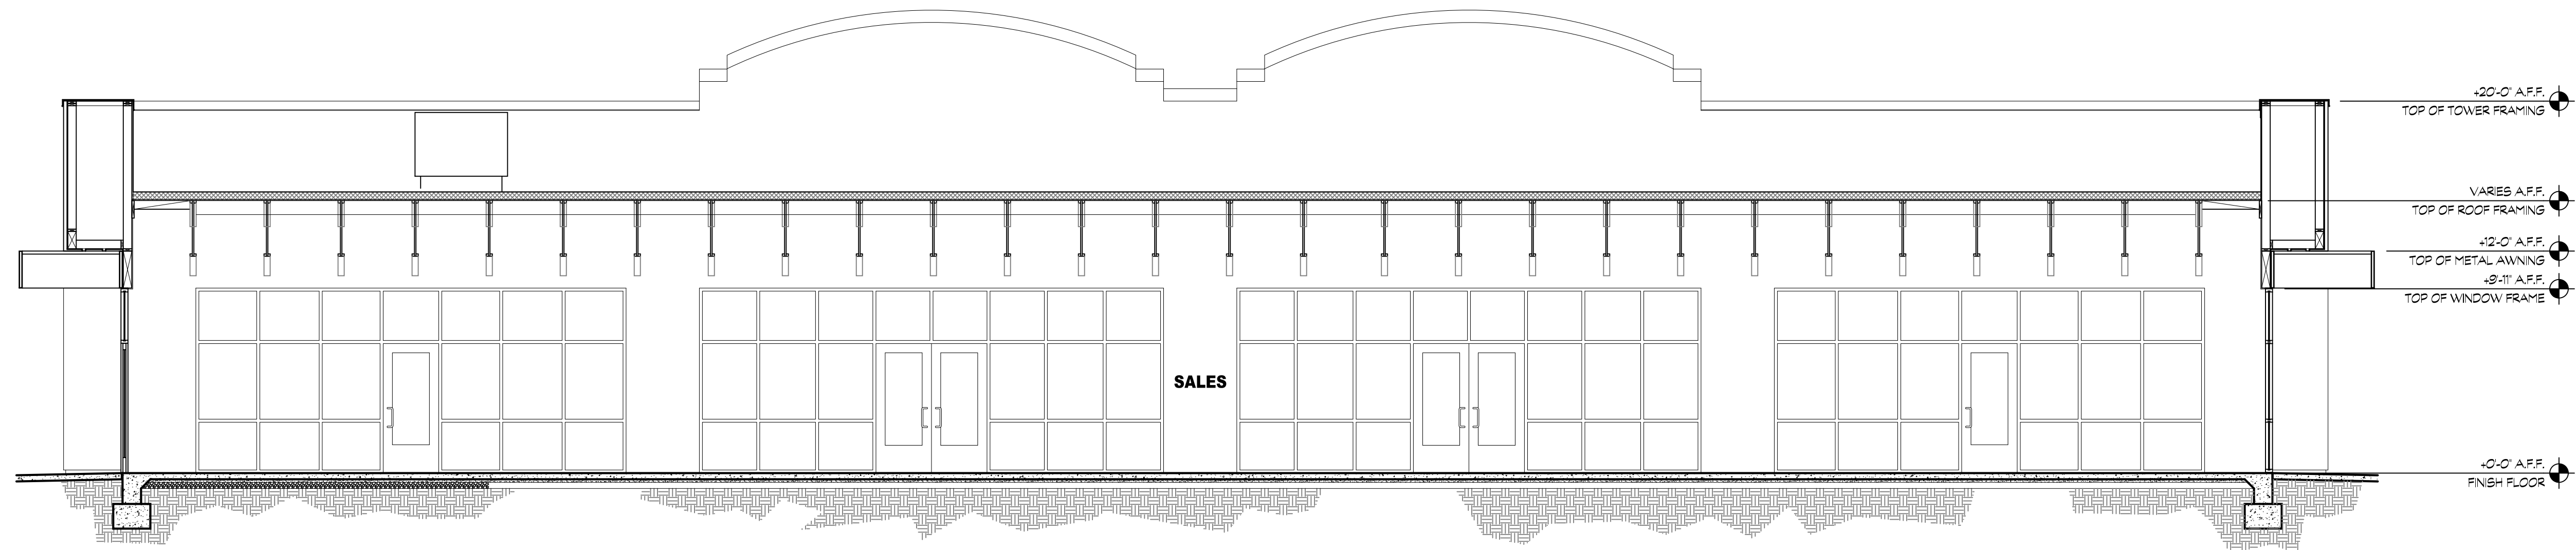 +20'-0" A.F.F.
TOP OF TOWER FRAMING
VARIES A.F.F.
TOP OF ROOF FRAMING
+12'-0" A.F.F.
TOP OF METAL AWNING
+9'-11" A.F.F.
TOP OF WINDOW FRAME
SALES
+0'-0" A.F.F.
FINISH FLOOR